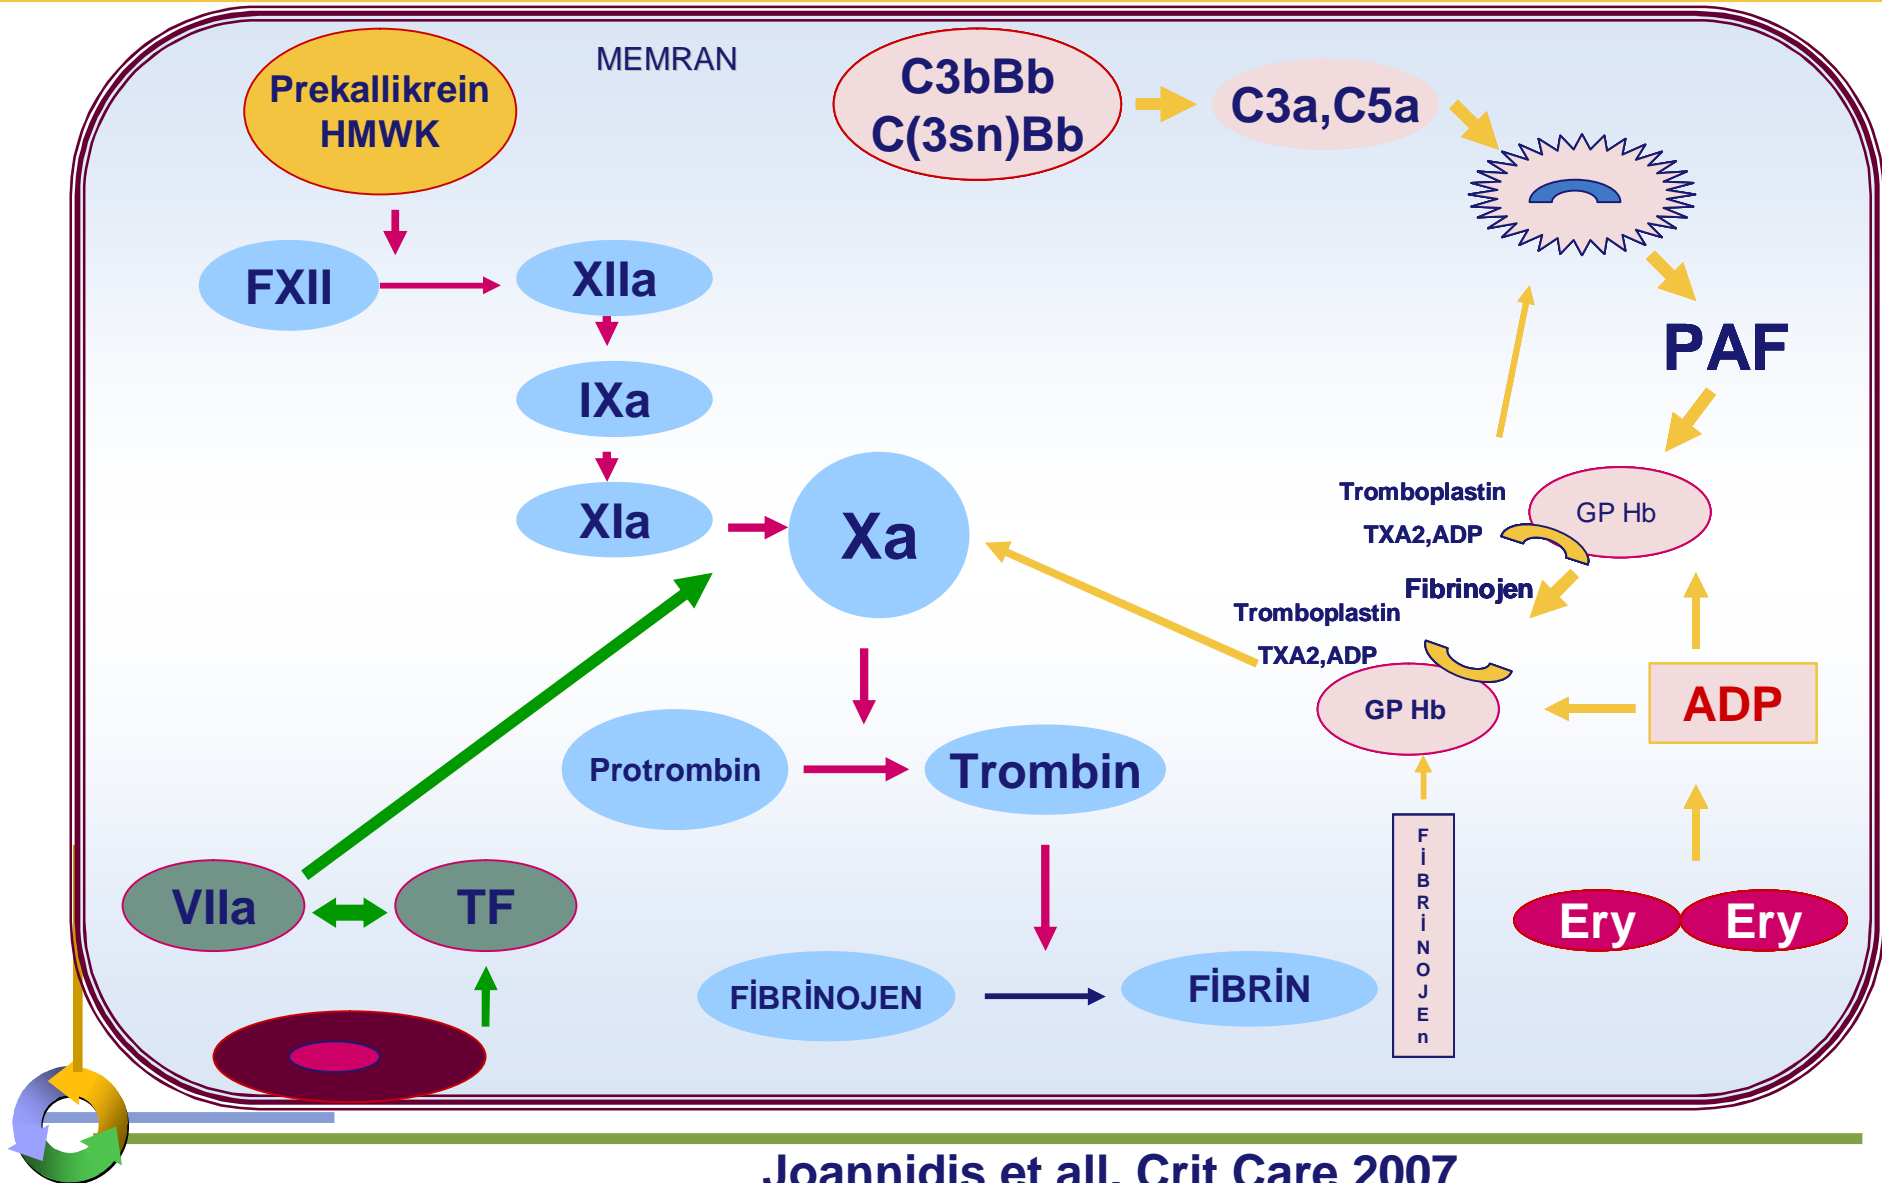 MEMRAN
Prekallikrein
HMWK
C3bBb
C(3sn)Bb
C3a,C5a
FXII
XIIa
PAF
IXa
XIa
Xa
Tromboplastin
TXA2,ADP
GP Hb
Fibrinojen
Tromboplastin
TXA2,ADP
GP Hb
ADP
Protrombin
Trombin
VIIa
TF
FİBRİNOJEn
Ery
Ery
FİBRİNOJEN
FİBRİN
Joannidis et all. Crit Care 2007